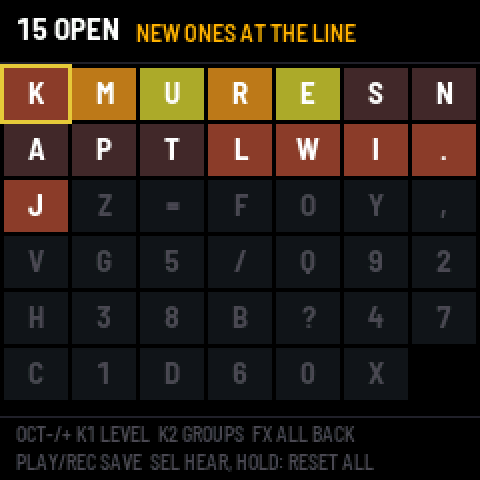 15 OPEN NEW ONES AT THE LINE
K M U R E S N
A P T L W I .
J Z = F O Y ,
V G 5 / Q 9 2
H 3 8 B ? 4 7
C 1 D 6 0 X
OCT-/+ K1 LEVEL K2 GROUPS FX ALL BACK
PLAY/REC SAVE SEL HEAR, HOLD: RESET ALL